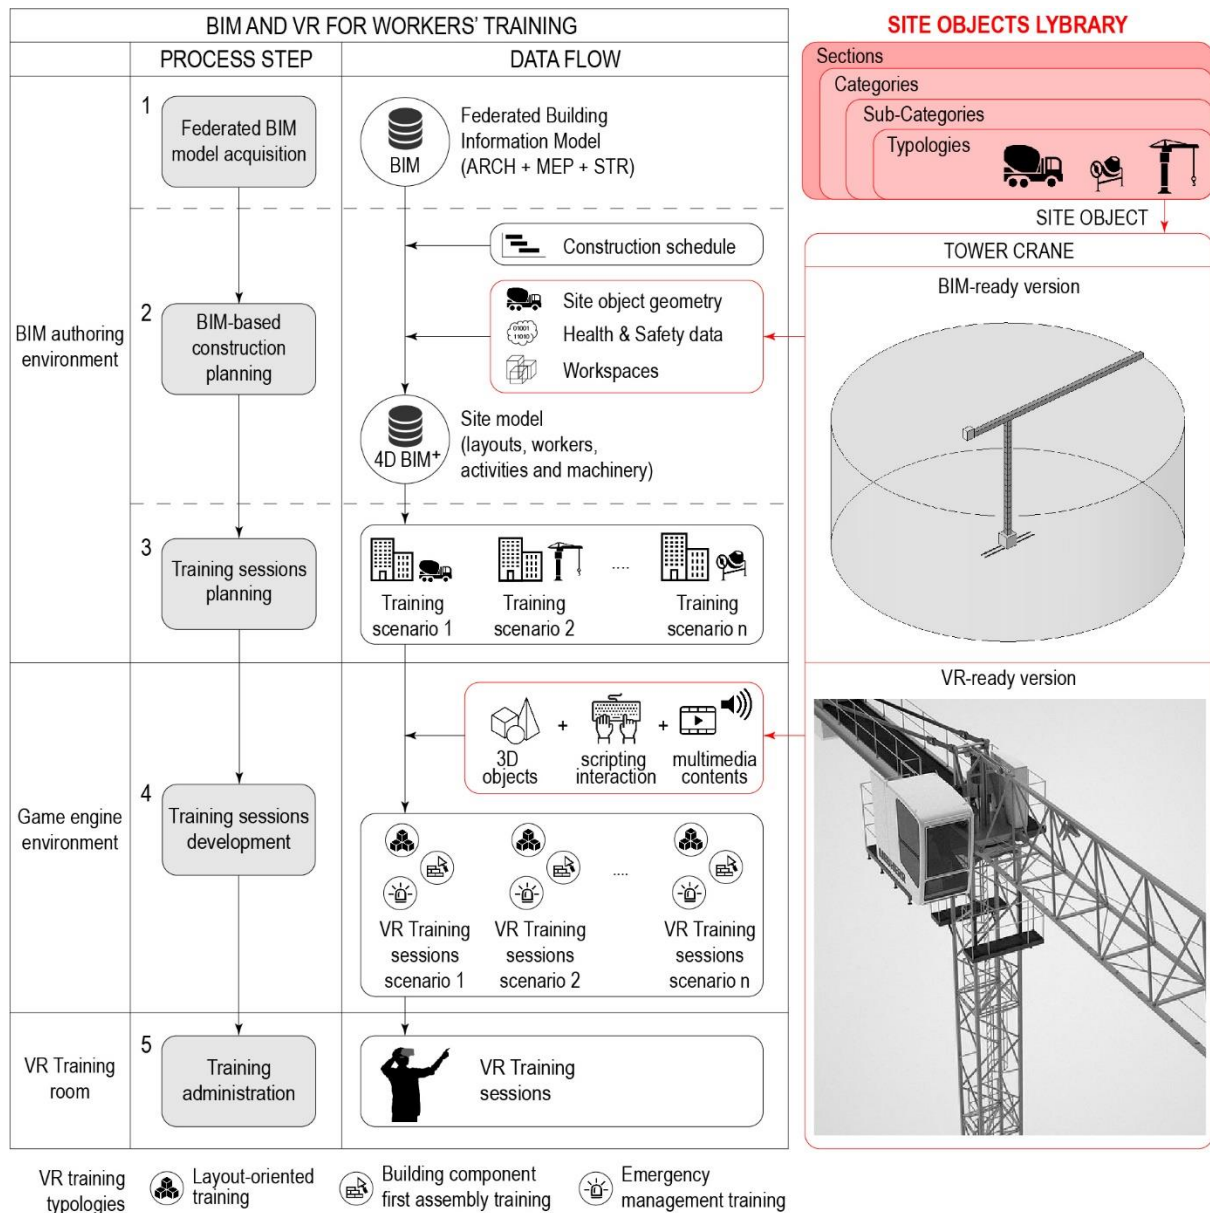 BIM AND VR FOR WORKERS' TRAINING
PROCESS STEP
DATA FLOW
BIM authoring
environment
1
Federated BIM
model acquisition
BIM
Federated Building
Information Model
(ARCH + MEP + STR)
2
BIM-based
construction
planning
Construction schedule
Site object geometry
01001
11010
Health & Safety data
Workspaces
4D BIM+
Site model
(layouts, workers,
activities and machinery)
3
Training sessions
planning
Training
scenario 1
Training
scenario 2
....
Training
scenario n
Game engine
environment
4
Training sessions
development
3D
objects
+
scripting
interaction
+
multimedia
contents
VR Training
sessions
scenario 1
VR Training
sessions
scenario 2
....
VR Training
sessions
scenario n
VR Training
room
5
Training
administration
VR Training
sessions
VR training
typologies
Layout-oriented
training
Building component
first assembly training
Emergency
management training
SITE OBJECTS LYBRARY
Sections
Categories
Sub-Categories
Typologies
SITE OBJECT
TOWER CRANE
BIM-ready version
VR-ready version